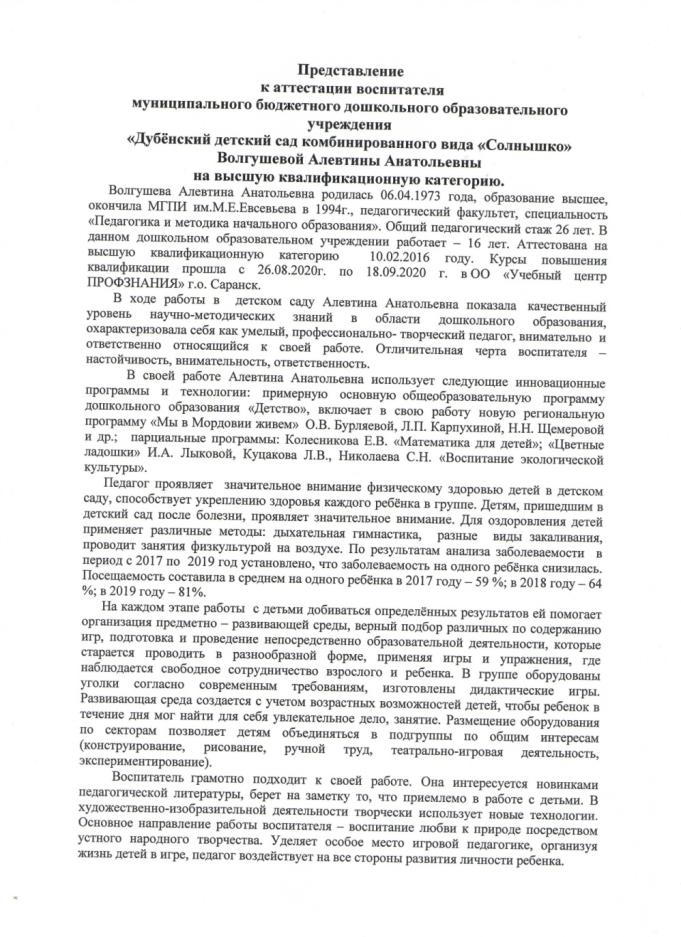 Представление
к аттестации воспитателя
муниципального бюджетного дошкольного образовательного
учреждения
«Дубёнский детский сад комбинированного вида «Солнышко»
Волгушевой Алевтины Анатольевны
на высшую квалификационную категорию.
Волгушева Алевтина Анатольевна родилась 06.04.1973 года, образование высшее,
окончила МГПИ им.М.Е.Евсевьева в 1994г., педагогический факультет, специальность
«Педагогика и методика начального образования». Общий педагогический стаж 26 лет. В
данном дошкольном образовательном учреждении работает – 16 лет. Аттестована на
высшую квалификационную категорию 10.02.2016 году. Курсы повышения
квалификации прошла с 26.08.2020г. по 18.09.2020 г. в ОО «Учебный центр
ПРОФЗНАНИЯ» г.о. Саранск.
В ходе работы в детском саду Алевтина Анатольевна показала качественный
уровень научно-методических знаний в области дошкольного образования,
охарактеризовала себя как умелый, профессионально- творческий педагог, внимательно и
ответственно относящийся к своей работе. Отличительная черта воспитателя –
настойчивость, внимательность, ответственность.
В своей работе Алевтина Анатольевна использует следующие инновационные
программы и технологии: примерную основную общеобразовательную программу
дошкольного образования «Детство», включает в свою работу новую региональную
программу «Мы в Мордовии живем» О.В. Бурляевой, Л.П. Карпухиной, Н.Н. Щемеровой
и др.; парциальные программы: Колесникова Е.В. «Математика для детей»; «Цветные
ладошки» И.А. Лыковой, Куцакова Л.В., Николаева С.Н. «Воспитание экологической
культуры».
Педагог проявляет значительное внимание физическому здоровью детей в детском
саду, способствует укреплению здоровья каждого ребёнка в группе. Детям, пришедшим в
детский сад после болезни, проявляет значительное внимание. Для оздоровления детей
применяет различные методы: дыхательная гимнастика, разные виды закаливания,
проводит занятия физкультурой на воздухе. По результатам анализа заболеваемости в
период с 2017 по 2019 год установлено, что заболеваемость на одного ребёнка снизилась.
Посещаемость составила в среднем на одного ребёнка в 2017 году – 59 %; в 2018 году – 64
%; в 2019 году – 81%.
На каждом этапе работы с детьми добиваться определённых результатов ей помогает
организация предметно – развивающей среды, верный подбор различных по содержанию
игр, подготовка и проведение непосредственно образовательной деятельности, которые
старается проводить в разнообразной форме, применяя игры и упражнения, где
наблюдается свободное сотрудничество взрослого и ребенка. В группе оборудованы
уголки согласно современным требованиям, изготовлены дидактические игры.
Развивающая среда создается с учетом возрастных возможностей детей, чтобы ребенок в
течение дня мог найти для себя увлекательное дело, занятие. Размещение оборудования
по секторам позволяет детям объединяться в подгруппы по общим интересам
(конструирование, рисование, ручной труд, театрально-игровая деятельность,
экспериментирование).
Воспитатель грамотно подходит к своей работе. Она интересуется новинками
педагогической литературы, берет на заметку то, что приемлемо в работе с детьми. В
художественно-изобразительной деятельности творчески использует новые технологии.
Основное направление работы воспитателя – воспитание любви к природе посредством
устного народного творчества. Уделяет особое место игровой педагогике, организуя
жизнь детей в игре, педагог воздействует на все стороны развития личности ребенка.